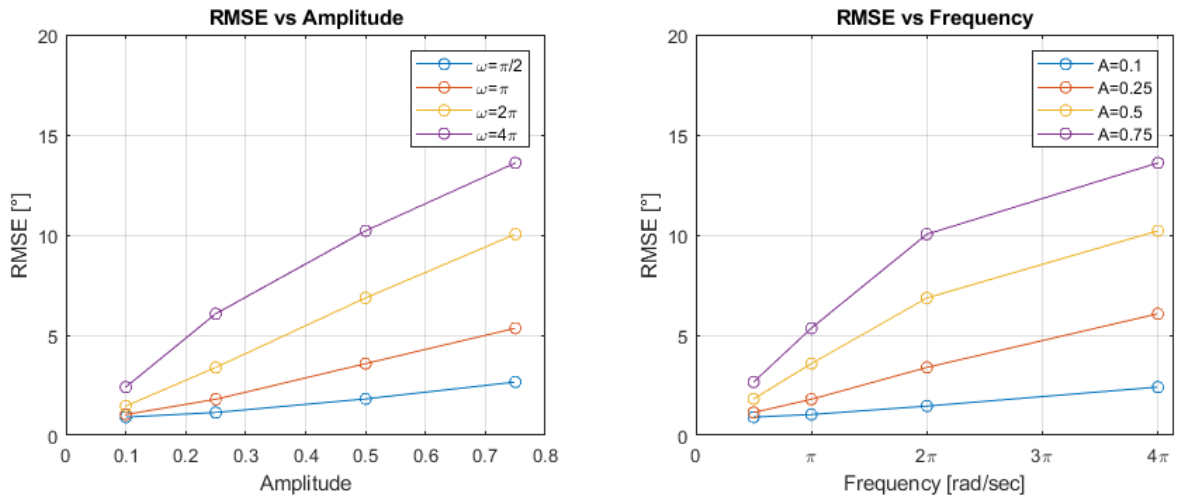 RMSE vs Amplitude
20
15
10
5
0
RMSE [°]
0
0.1
0.2
0.3
0.4
0.5
0.6
0.7
0.8
Amplitude
ω=π/2
ω=π
ω=2π
ω=4π
RMSE vs Frequency
20
15
10
5
0
RMSE [°]
0
π
2π
3π
4π
Frequency [rad/sec]
A=0.1
A=0.25
A=0.5
A=0.75